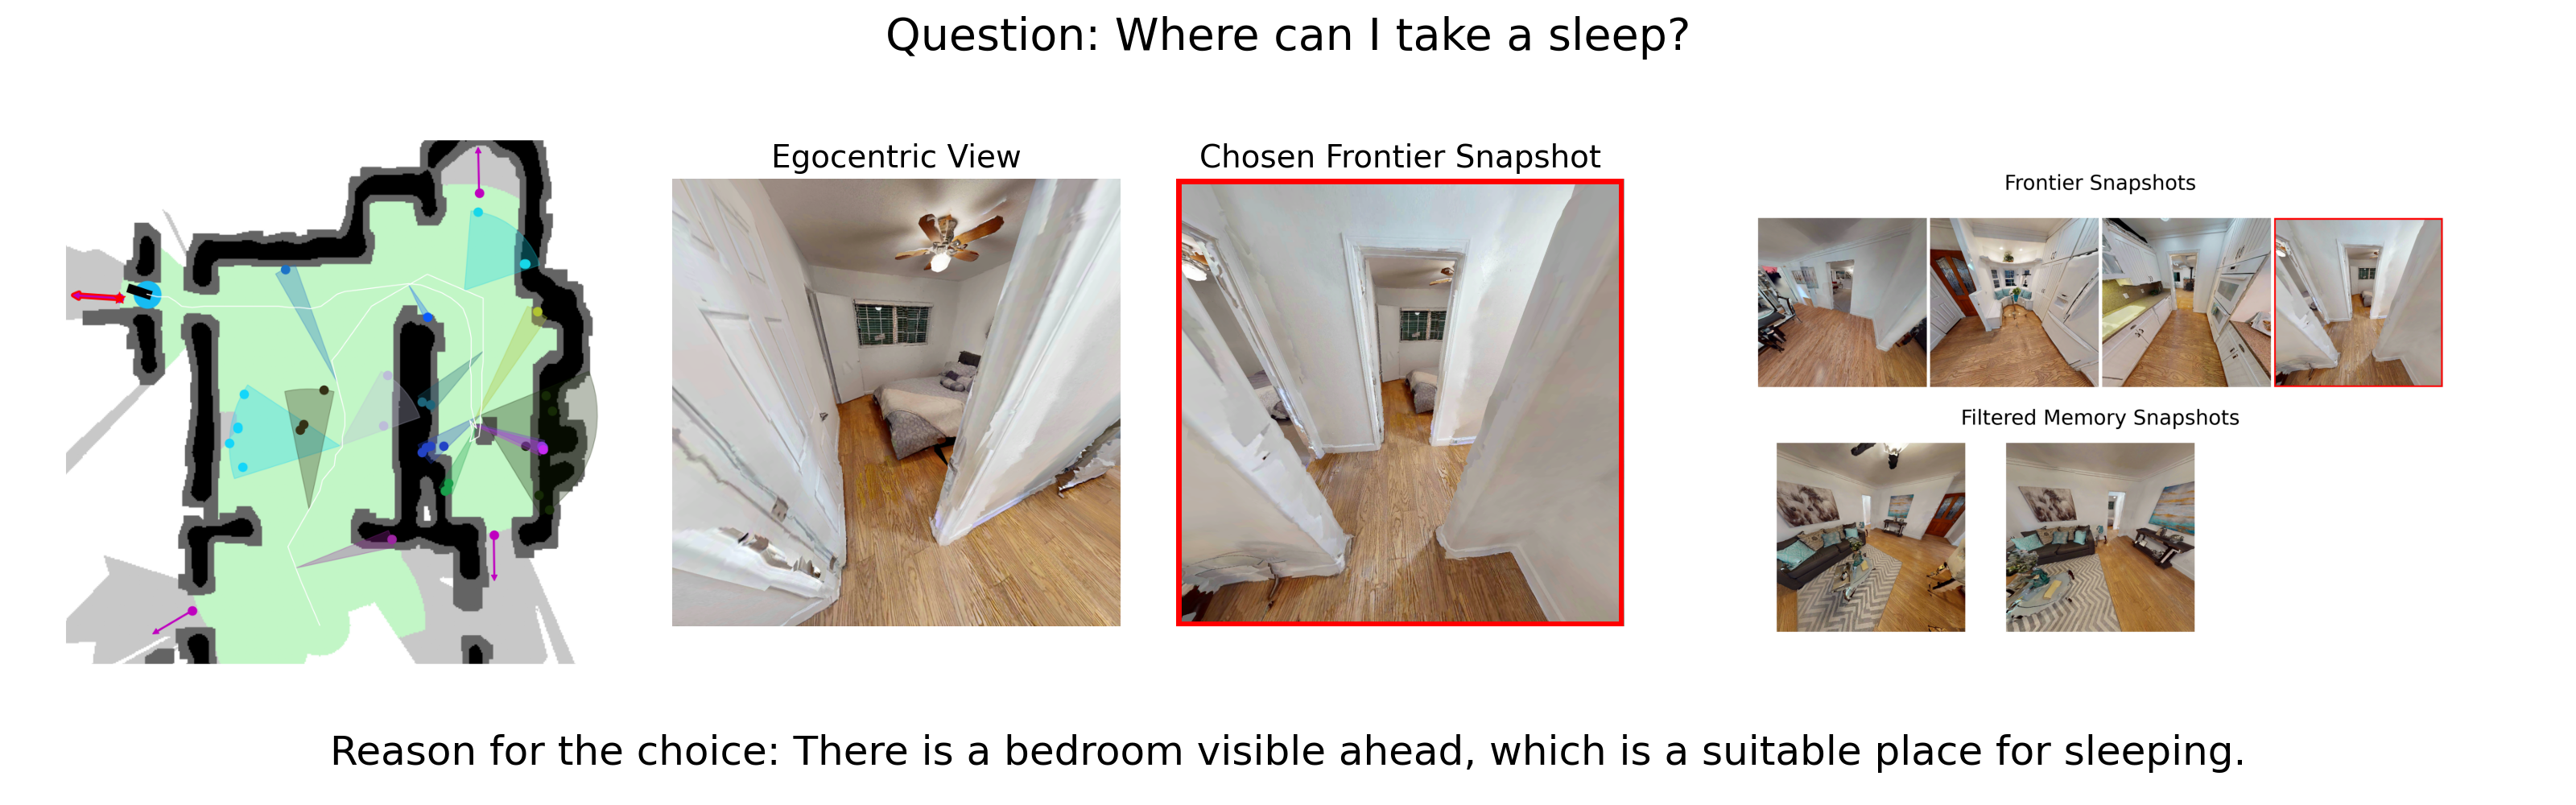 Question: Where can I take a sleep?
Egocentric View
Chosen Frontier Snapshot
Frontier Snapshots
Filtered Memory Snapshots
Reason for the choice: There is a bedroom visible ahead, which is a suitable place for sleeping.